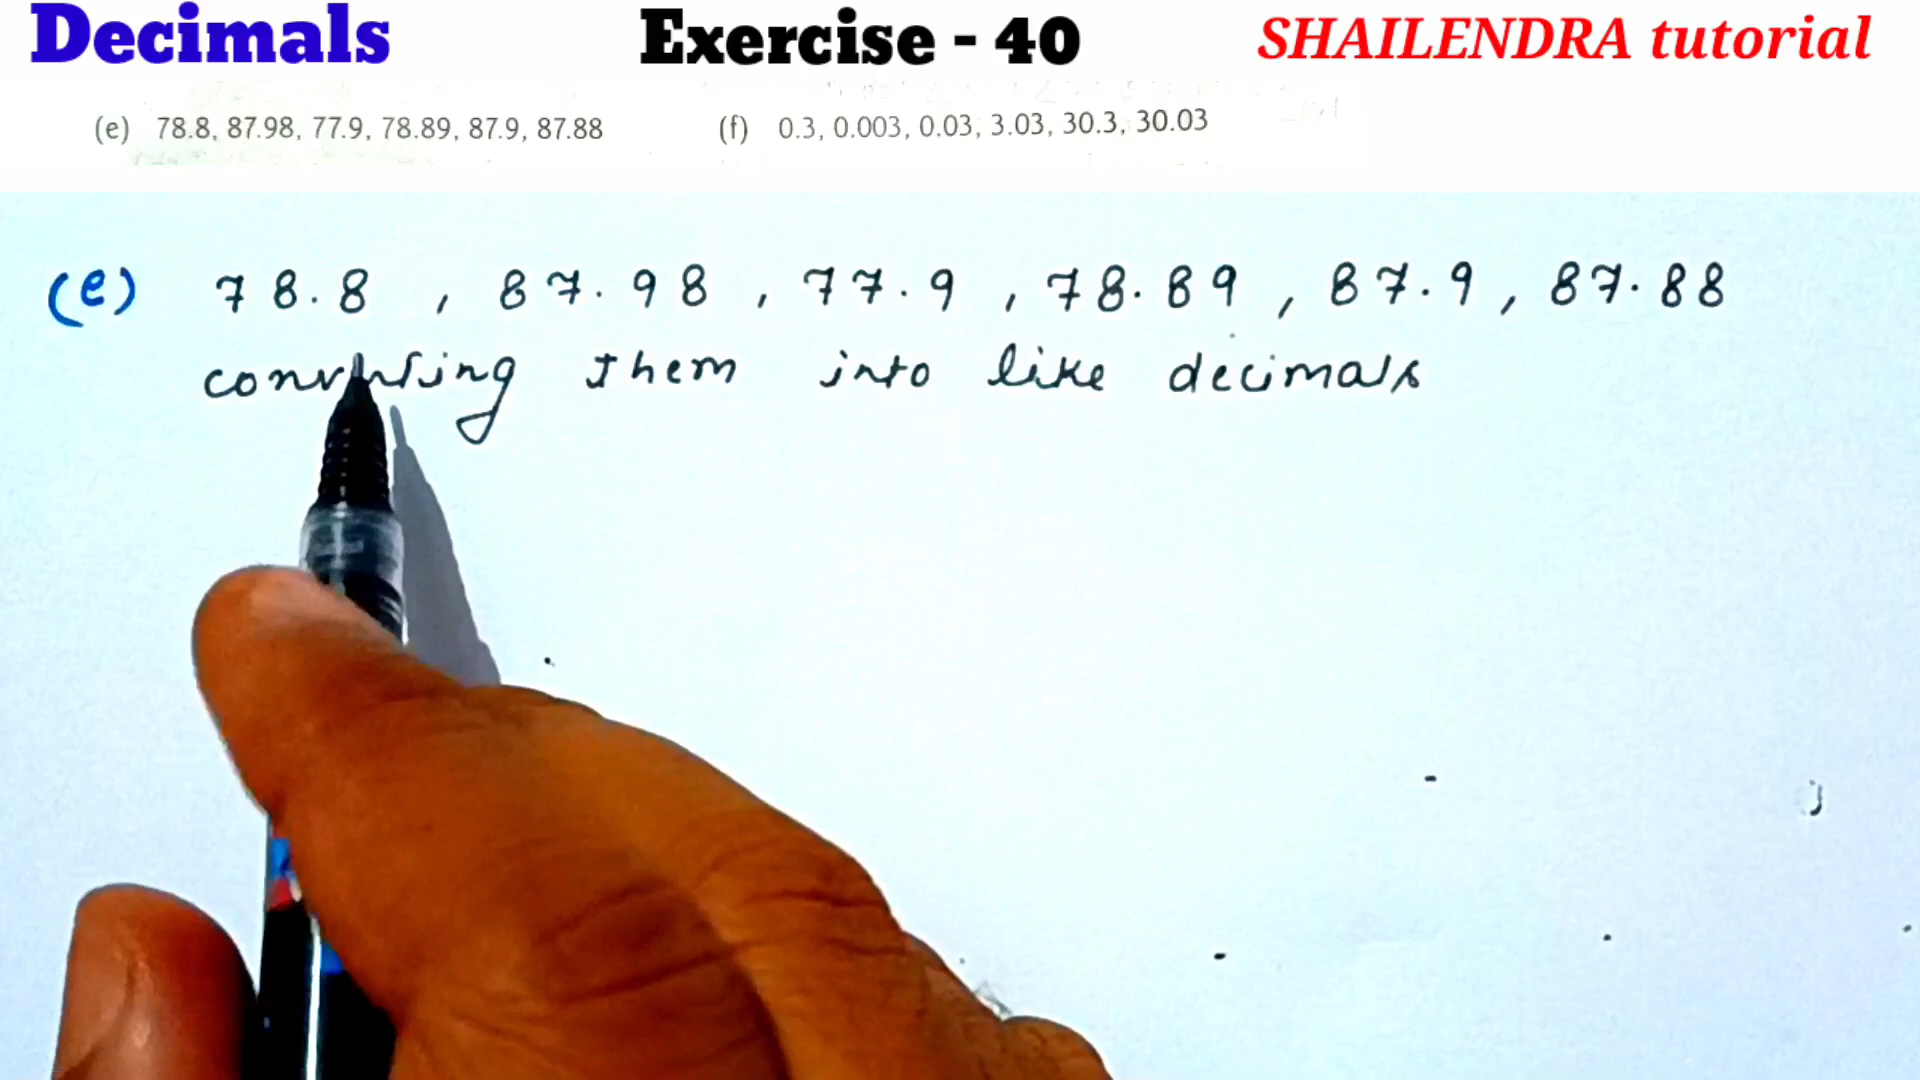 Decimals Exercise - 40 SHAILENDRA tutorial
(e) 78.8, 87.98, 77.9, 78.89, 87.9, 87.88 (f) 0.3, 0.003, 0.03, 3.03, 30.3, 30.03
(e) 78.8 , 87.98 , 77.9 , 78.89 , 87.9 , 87.88
converting them into like decimals